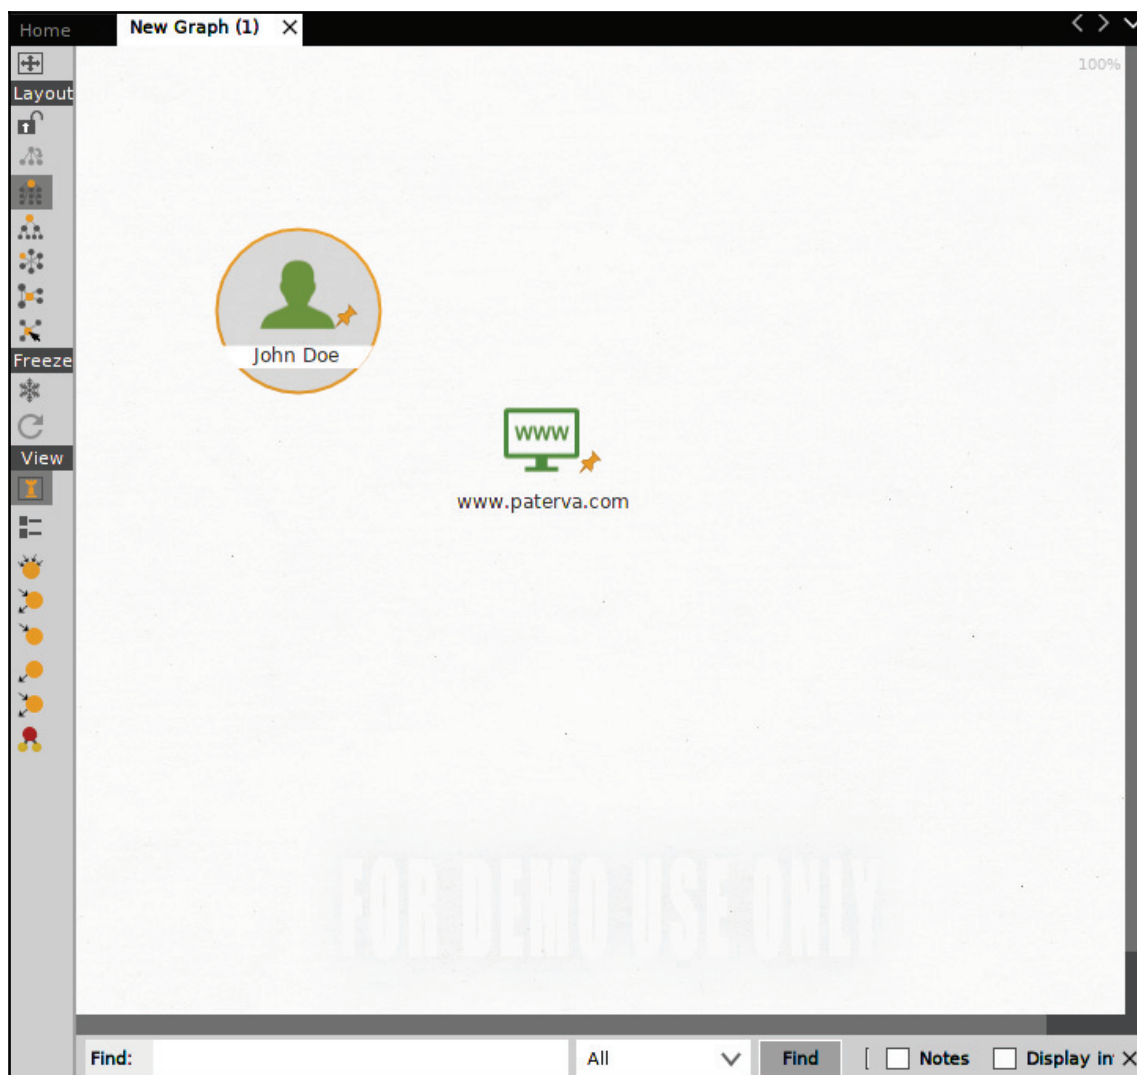 Home New Graph (1)
100%
Layout
John Doe
Freeze
www
View
www.paterva.com
FOR DEMO USE ONLY
Find: All Find [ Notes Display in